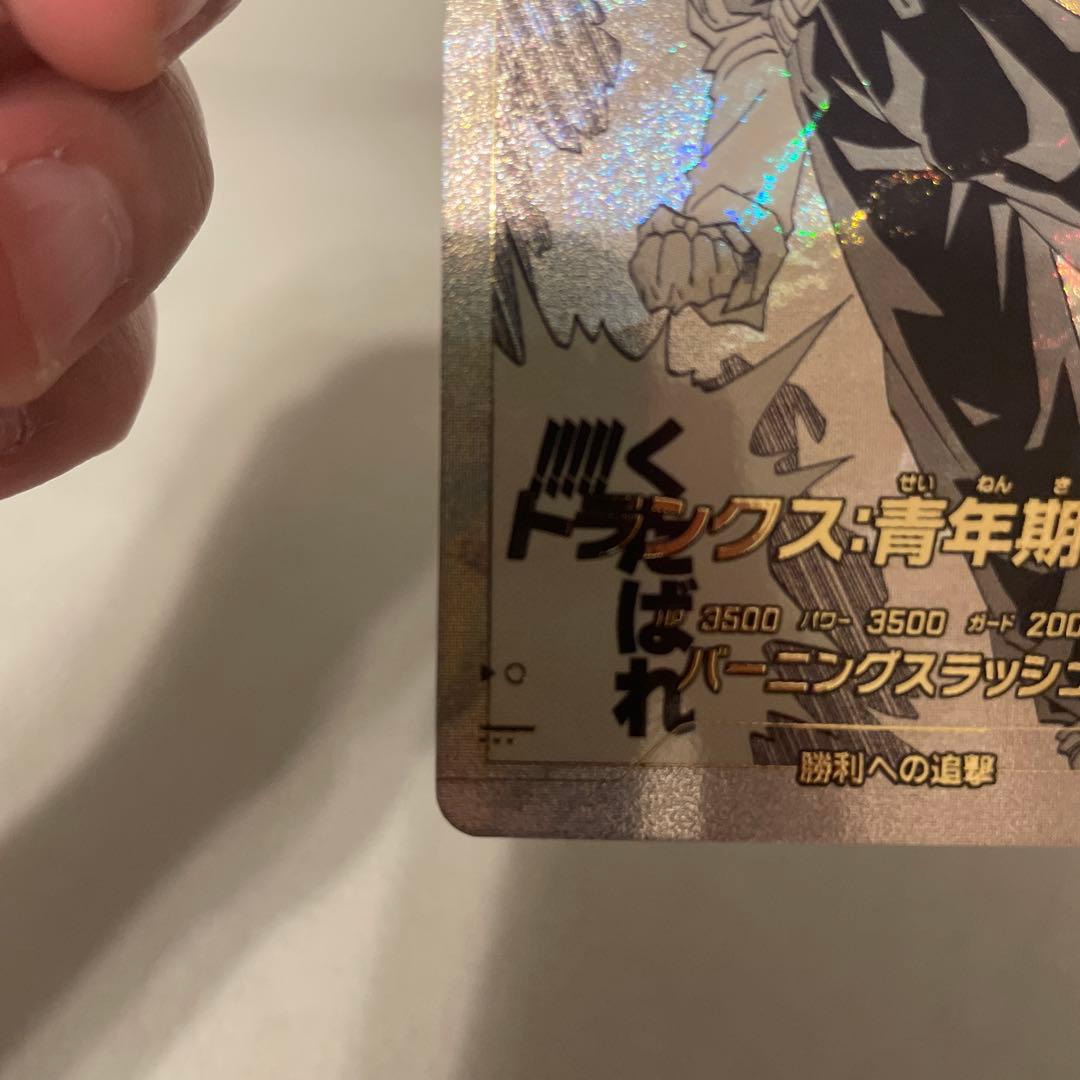 くたばれ
せい ねん き
トランクス:青年期
HP 3500 パワー 3500 ガード 200
バーニングスラッシュ
勝利への追撃